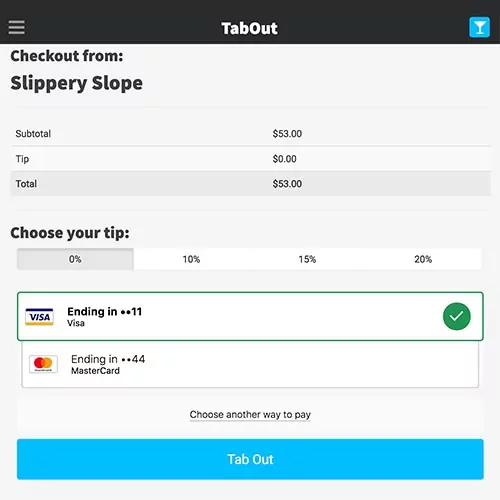 TabOut
Checkout from:
Slippery Slope
Subtotal $53.00
Tip $0.00
Total $53.00
Choose your tip:
0% 10% 15% 20%
VISA Ending in ••11
Visa
Ending in ••44
MasterCard
Choose another way to pay
Tab Out